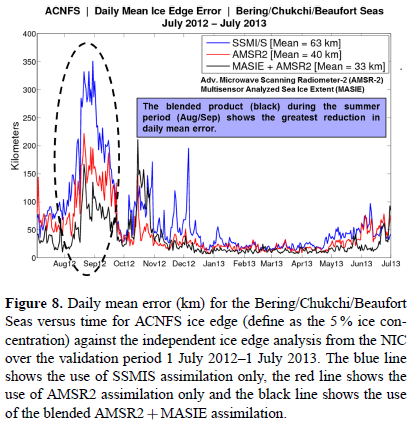 ACNFS | Daily Mean Ice Edge Error | Bering/Chukchi/Beaufort Seas
July 2012 – July 2013
SSMI/S [Mean = 63 km]
AMSR2 [Mean = 40 km]
MASIE + AMSR2 [Mean = 33 km]
Adv. Microwave Scanning Radiometer-2 (AMSR-2)
Multisensor Analyzed Sea Ice Extent (MASIE)
The blended product (black) during the summer
period (Aug/Sep) shows the greatest reduction in
daily mean error.
Kilometers
400
350
300
250
200
150
100
50
0
Aug12 Sep12 Oct12 Nov12 Dec12 Jan13 Feb13 Mar13 Apr13 May13 Jun13 Jul13
Figure 8. Daily mean error (km) for the Bering/Chukchi/Beaufort
Seas versus time for ACNFS ice edge (define as the 5 % ice con-
centration) against the independent ice edge analysis from the NIC
over the validation period 1 July 2012–1 July 2013. The blue line
shows the use of SSMIS assimilation only, the red line shows the
use of AMSR2 assimilation only and the black line shows the use
of the blended AMSR2 + MASIE assimilation.